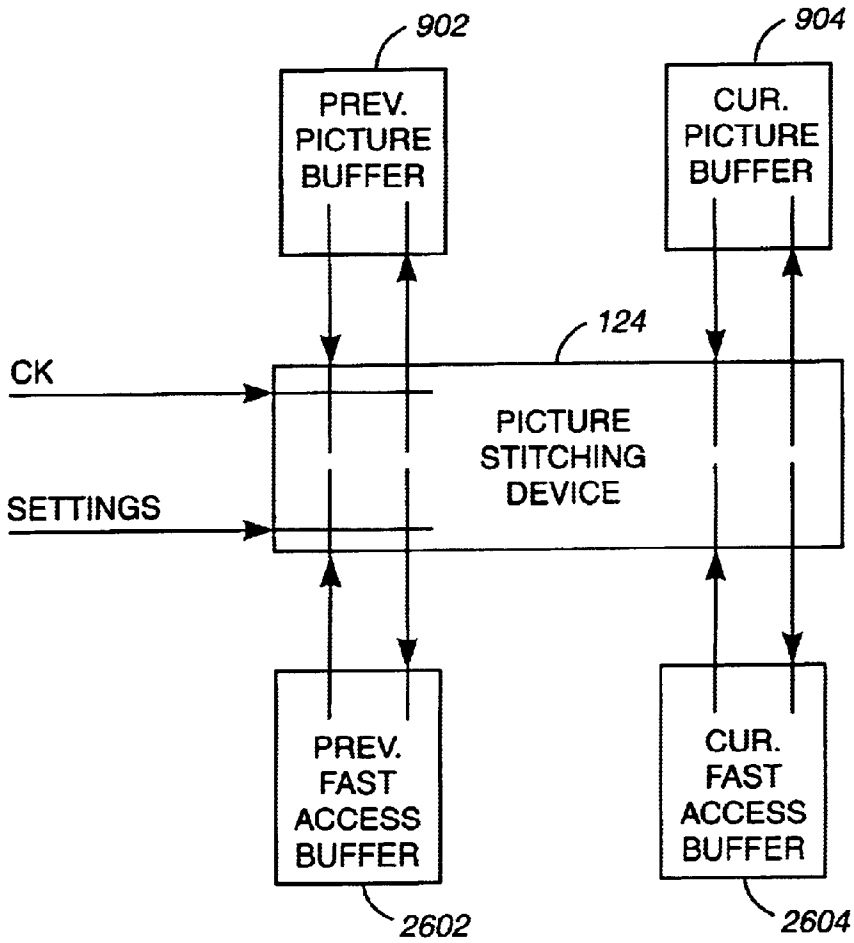 902
904
PREV.
PICTURE
BUFFER
CUR.
PICTURE
BUFFER
124
CK
PICTURE
STITCHING
DEVICE
SETTINGS
PREV.
FAST
ACCESS
BUFFER
CUR.
FAST
ACCESS
BUFFER
2602
2604